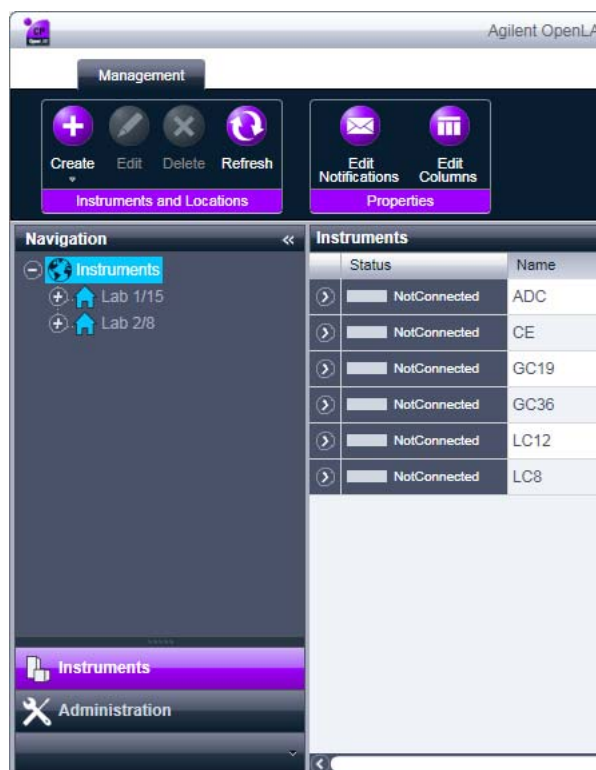 Agilent OpenLA
Management
Create
Edit
Delete
Refresh
Edit Notifications
Edit Columns
Instruments and Locations
Properties
Navigation
Instruments
Lab 1/15
Lab 2/8
Instruments
Administration
Instruments
Status Name
NotConnected ADC
NotConnected CE
NotConnected GC19
NotConnected GC36
NotConnected LC12
NotConnected LC8